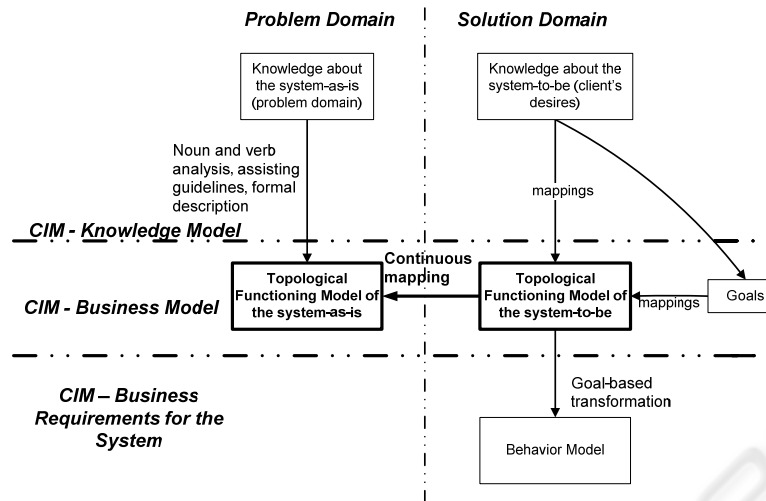 Problem Domain
Solution Domain
Knowledge about
the system-as-is
(problem domain)
Knowledge about the
system-to-be (client's
desires)
Noun and verb
analysis, assisting
guidelines, formal
description
mappings
CIM - Knowledge Model
Continuous
mapping
Topological
Functioning Model of
the system-as-is
Topological
Functioning Model of
the system-to-be
mappings
Goals
CIM - Business Model
CIM – Business
Requirements for the
System
Goal-based
transformation
Behavior Model